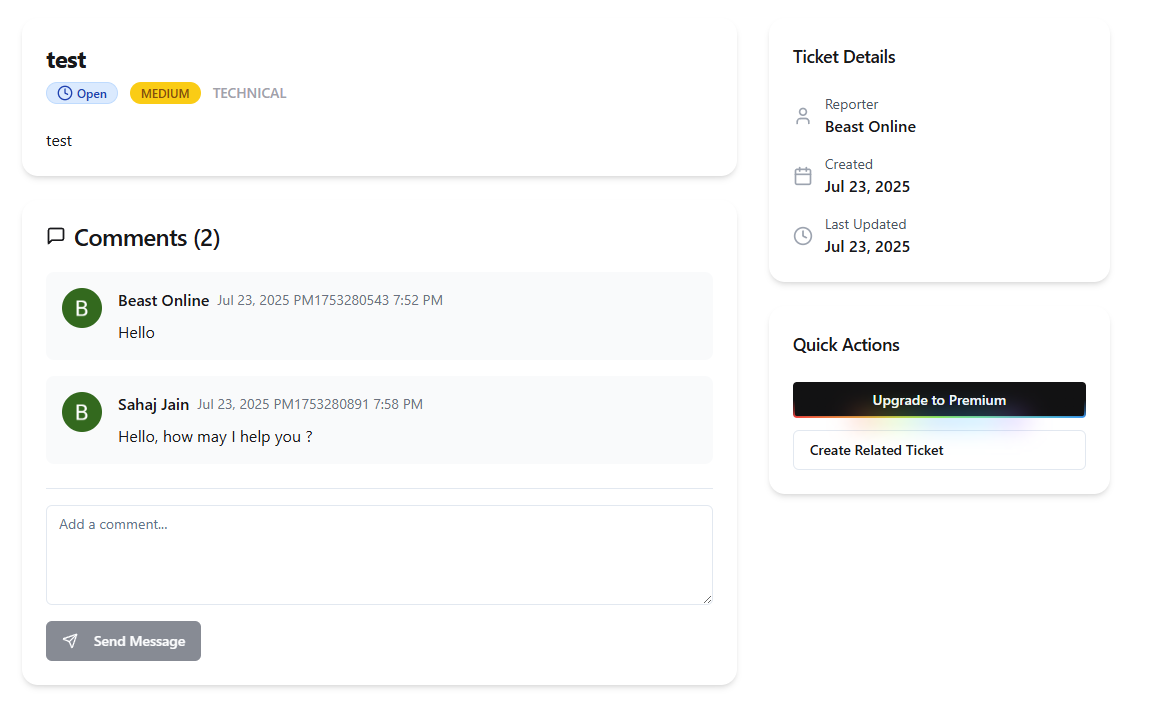 test
Open MEDIUM TECHNICAL
test
Comments (2)
B
Beast Online Jul 23, 2025 PM1753280543 7:52 PM
Hello
B
Sahaj Jain Jul 23, 2025 PM1753280891 7:58 PM
Hello, how may I help you ?
Add a comment...
Send Message
Ticket Details
Reporter
Beast Online
Created
Jul 23, 2025
Last Updated
Jul 23, 2025
Quick Actions
Upgrade to Premium
Create Related Ticket